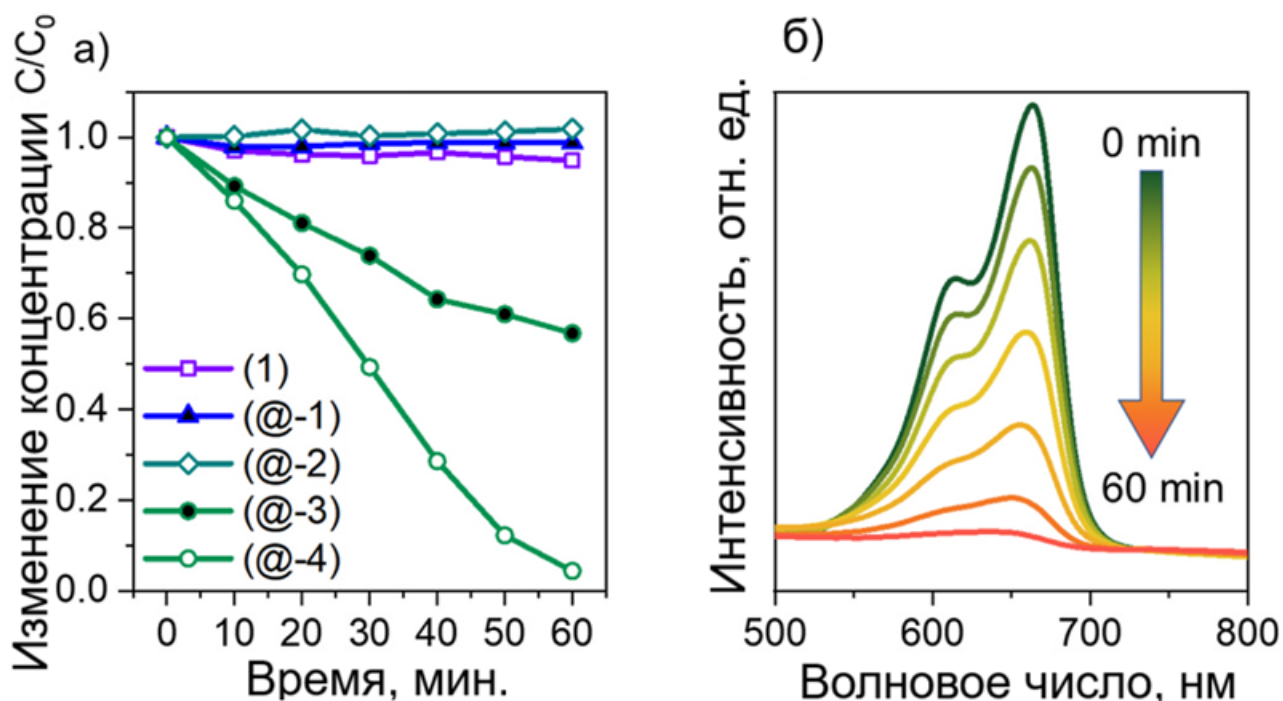 а)
Изменение концентрации C/C₀
1.0
0.8
0.6
0.4
0.2
0.0
(1)
(@-1)
(@-2)
(@-3)
(@-4)
0 10 20 30 40 50 60
Время, мин.
б)
Интенсивность, отн. ед.
0 min
60 min
500 600 700 800
Волновое число, нм